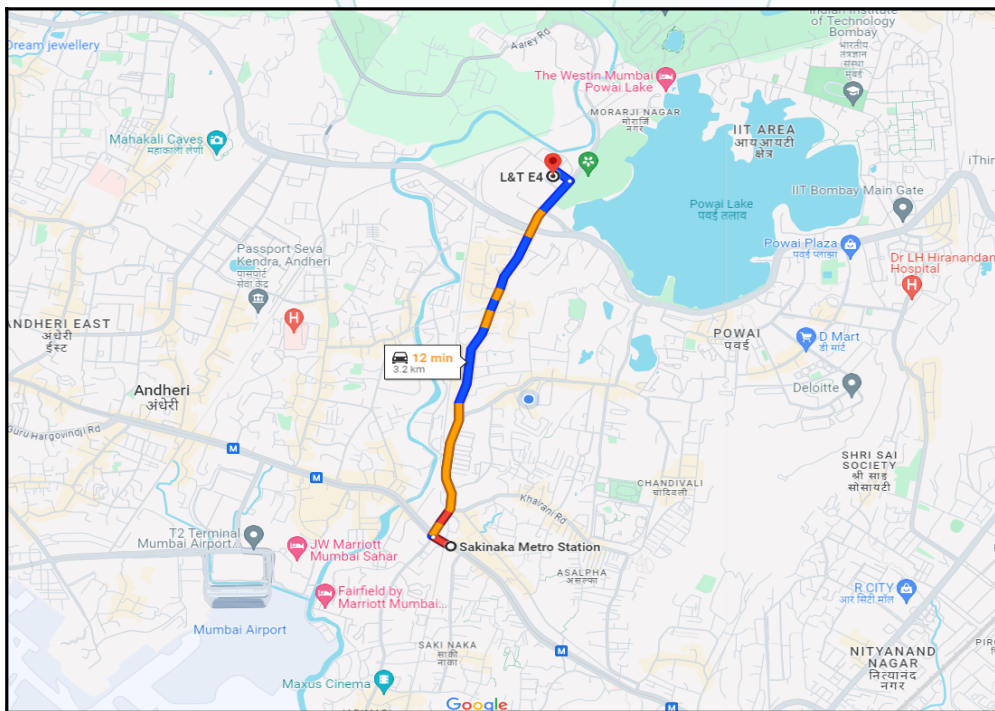 Dream jewellery
Aarey Rd
Indian Institute
of Technology
Bombay
भारतीय
तंत्रज्ञान
संस्था
मुंबई
The Westin Mumbai
Powai Lake
MORARJI NAGAR
मोरारजी
नगर
IIT AREA
आयआयटी
क्षेत्र
Mahakali Caves
महाकाली लेणी
L&T E4
IIT Bombay Main Gate
Powai Lake
पवई तलाव
Passport Seva
Kendra, Andheri
पासपोर्ट
सेवा केंद्र
Powai Plaza
पवई प्लाझा
Dr LH Hiranandan
Hospital
H
H
ANDHERI EAST
अंधेरी
ईस्ट
POWAI
पवई
D Mart
डी मार्ट
12 min
3.2 km
Andheri
अंधेरी
Deloitte
Guru Hargovindji Rd
M
M
SHRI SAI
SOCIETY
श्री साइ
सोसायटी
CHANDIVALI
चांदिवली
Khairani Rd
T2 Terminal
Mumbai Airport...
JW Marriott
Mumbai Sahar
Sakinaka Metro Station
ASALPHA
असल्फा
Fairfield by
Marriott Mumbai...
R CITY
आर सिटी मॉल
Mumbai Airport
SAKI NAKA
साकी
नाका
M
NITYANAND
NAGAR
नित्यानंद
नगर
Maxus Cinema
Google
M